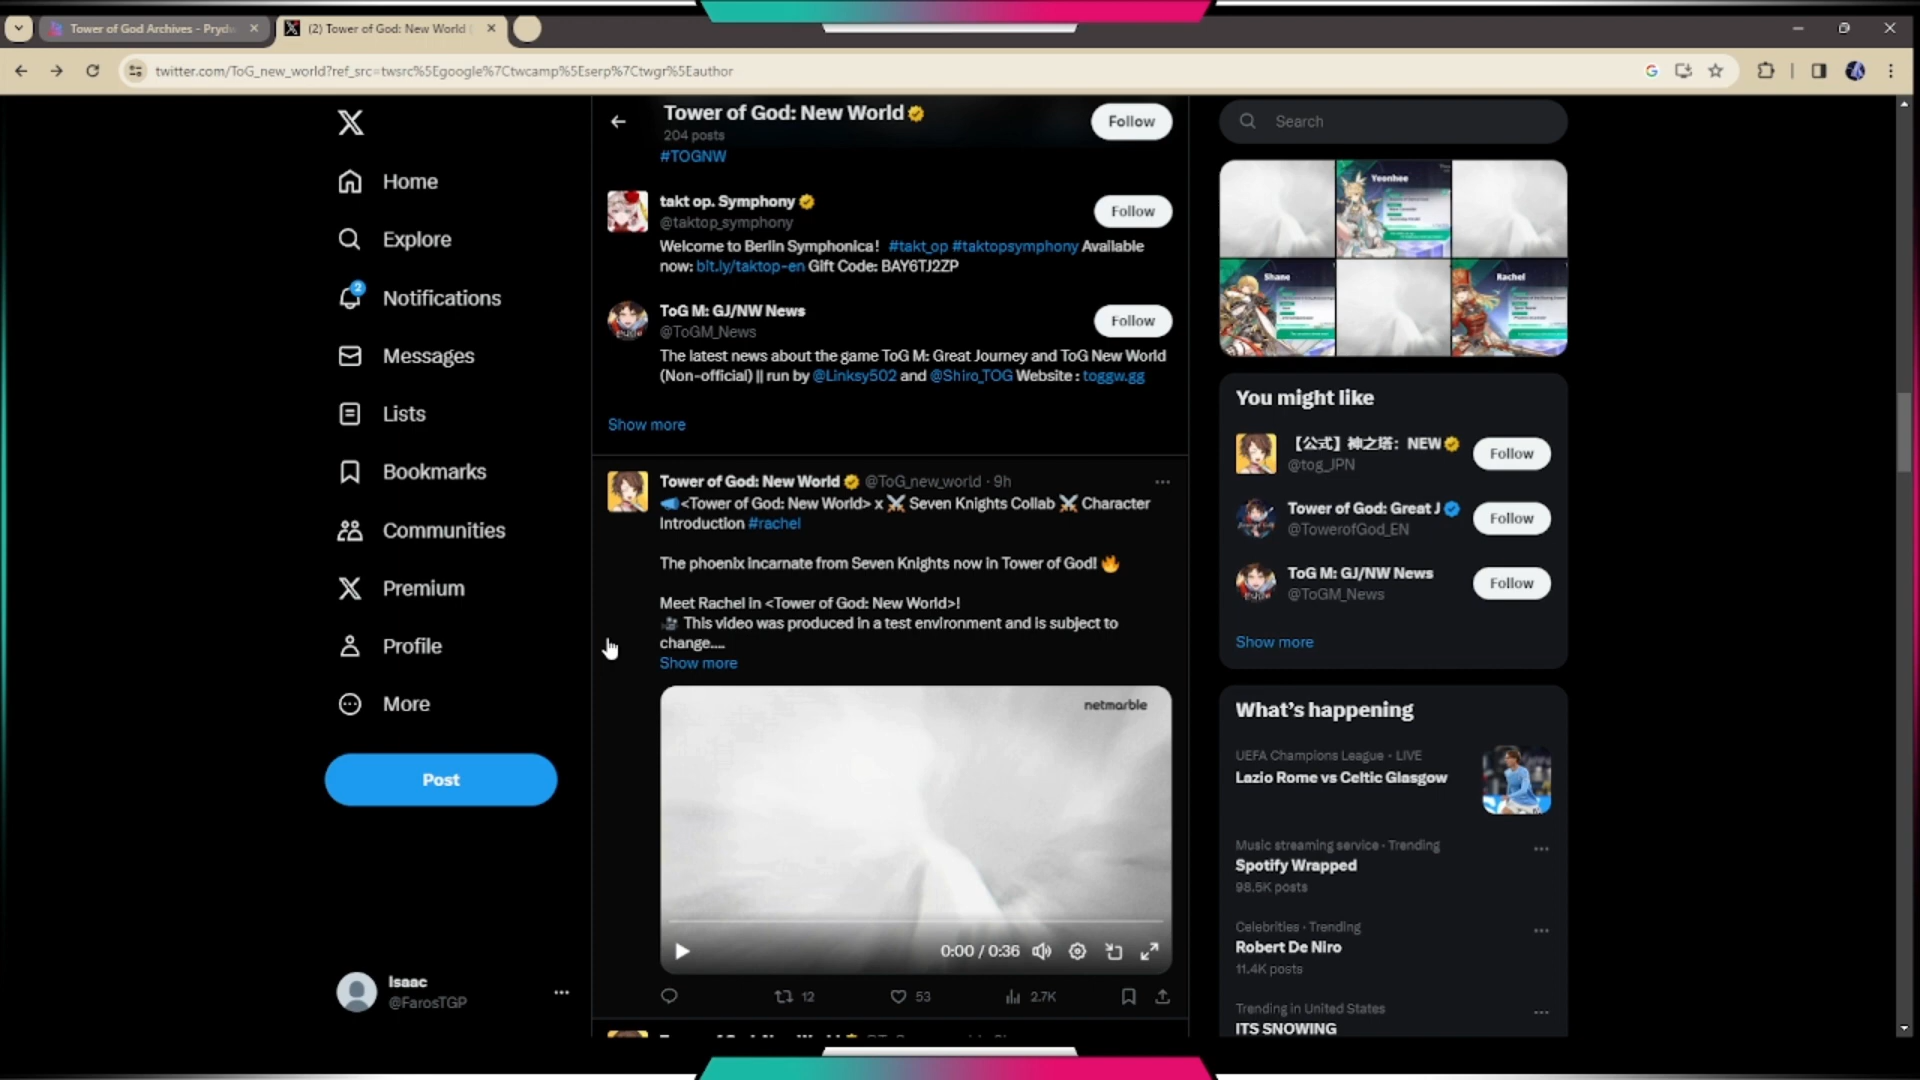 Tower of God Archives - Pryd
(2) Tower of God: New World
twitter.com/ToG_new_world?ref_src=twsrc%5Egoogle%7Ctwcamp%5Eserp%7Ctwgr%5Eauthor
Home
Explore
2
Notifications
Messages
Lists
Bookmarks
Communities
Premium
Profile
More
Post
Isaac
@FarosTGP
Tower of God: New World
204 posts
Follow
#TOGNW
takt op. Symphony
@taktop_symphony
Follow
Welcome to Berlin Symphonica! #takt_op #taktopsymphony Available
now: bit.ly/taktop-en Gift Code: BAY6TJ2ZP
ToG M: GJ/NW News
@ToGM_News
Follow
The latest news about the game ToG M: Great Journey and ToG New World
(Non-official) || run by @Linksy502 and @Shiro_TOG Website : toggw.gg
Show more
Tower of God: New World @ToG_new_world · 9h
📣<Tower of God: New World> x ⚔️ Seven Knights Collab ⚔️ Character
Introduction #rachel
The phoenix incarnate from Seven Knights now in Tower of God! 🔥
Meet Rachel in <Tower of God: New World>!
🎥 This video was produced in a test environment and is subject to
change....
Show more
netmarble
0:00 / 0:36
12
53
2.7K
Search
Yeonhee
Shane
Rachel
You might like
【公式】神之塔：NEW
@tog_JPN
Follow
Tower of God: Great J
@TowerofGod_EN
Follow
ToG M: GJ/NW News
@ToGM_News
Follow
Show more
What's happening
UEFA Champions League · LIVE
Lazio Rome vs Celtic Glasgow
Music streaming service · Trending
Spotify Wrapped
98.5K posts
Celebrities · Trending
Robert De Niro
11.4K posts
Trending in United States
ITS SNOWING